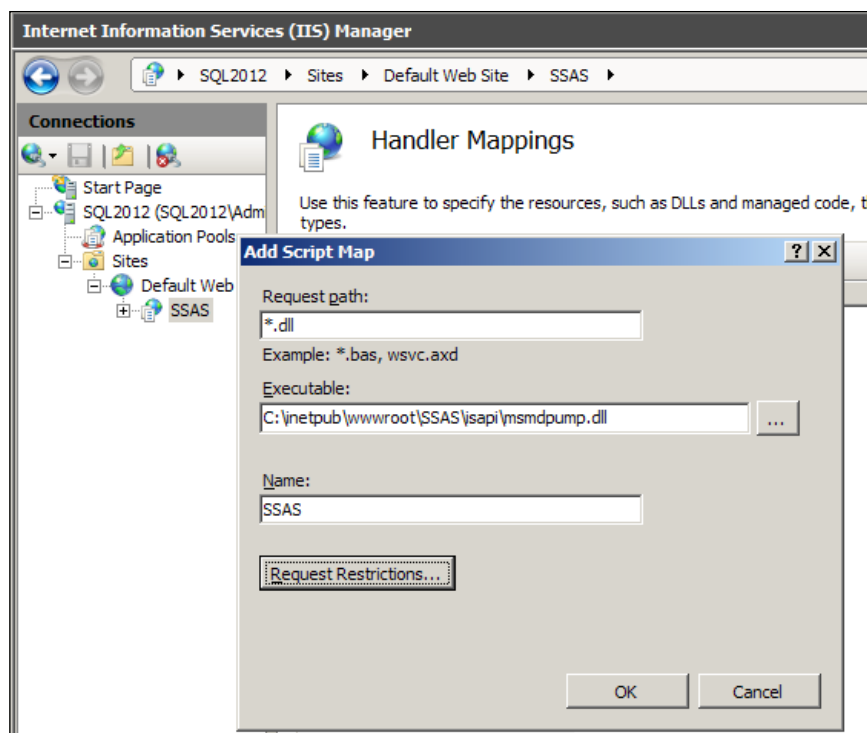 Internet Information Services (IIS) Manager
SQL2012 Sites Default Web Site SSAS
Connections
Start Page
SQL2012 (SQL2012\Adm
Application Pools
Sites
Default Web
SSAS
Handler Mappings
Use this feature to specify the resources, such as DLLs and managed code, t
types.
Add Script Map
Request path:
*.dll
Example: *.bas, wsvc.axd
Executable:
C:\inetpub\wwwroot\SSAS\isapi\msmdpump.dll
...
Name:
SSAS
Request Restrictions...
OK Cancel